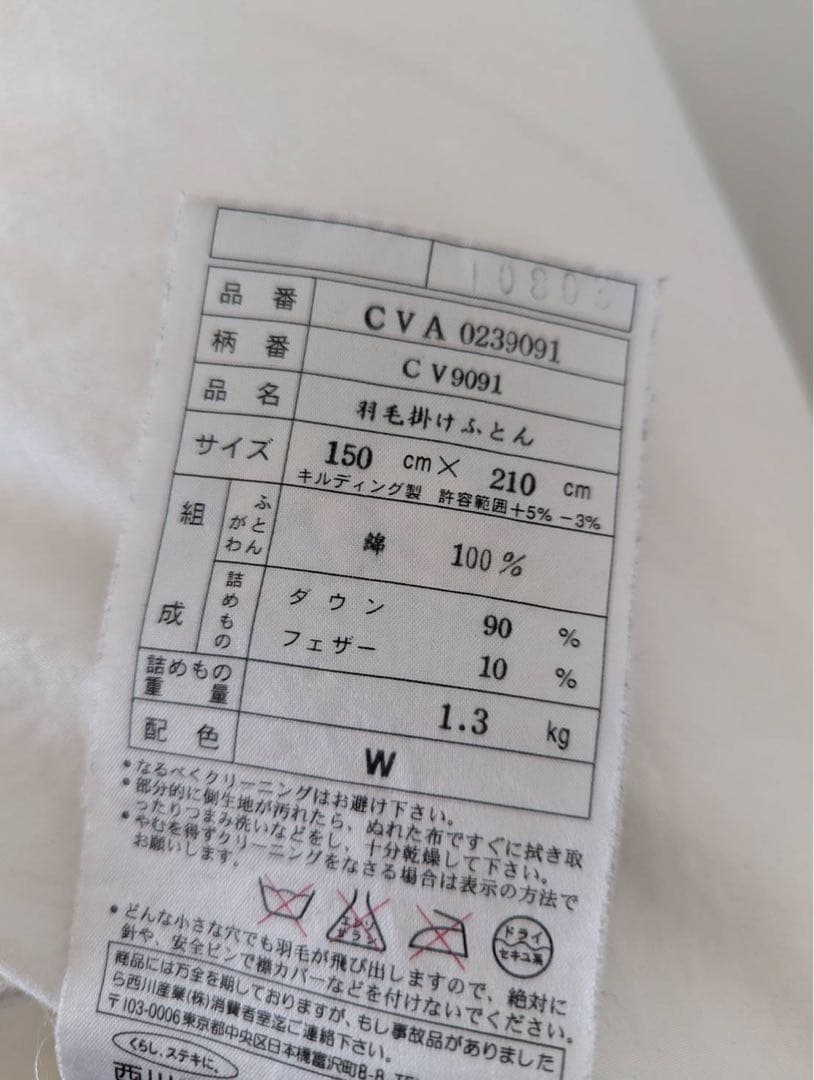 10803
品番 CVA 0239091
柄番 CV9091
品名 羽毛掛けふとん
サイズ 150 cm × 210 cm
キルディング製 許容範囲+5% -3%
組成 ふとんがわ 綿 100%
詰めもの ダウン 90 %
フェザー 10 %
詰めもの重量 1.3 kg
配色 W
•なるべくクリーニングはお避け下さい。
•部分的に側生地が汚れたら、ぬれた布ですぐに拭き取
ったりつまみ洗いなどをし、十分乾燥して下さい。
•やむを得ずクリーニングをなさる場合は表示の方法で
お願いします。
エンソサラシ
ドライ
セキユ系
•どんな小さな穴でも羽毛が飛び出しますので、絶対に
針や、安全ピンで襟カバーなどを付けないでください。
商品には万全を期しておりますが、もし事故品がありました
ら西川産業(株)消費者室迄ご連絡下さい。
〒103-0006東京都中央区日本橋富沢町8-8
くらし、ステキに。
西川